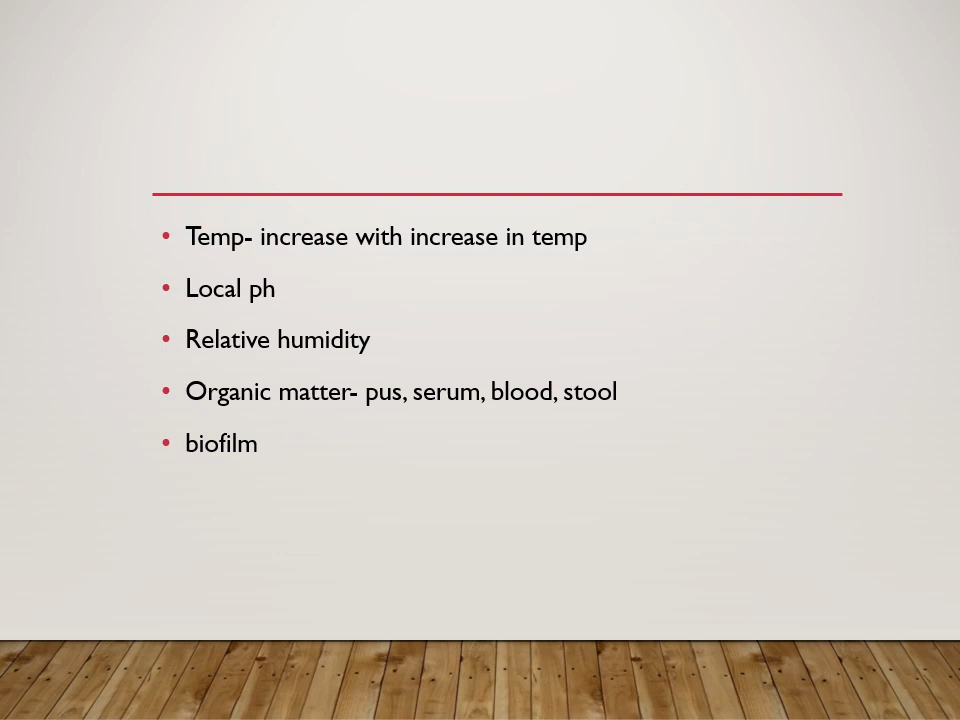 • Temp- increase with increase in temp
• Local ph
• Relative humidity
• Organic matter- pus, serum, blood, stool
• biofilm